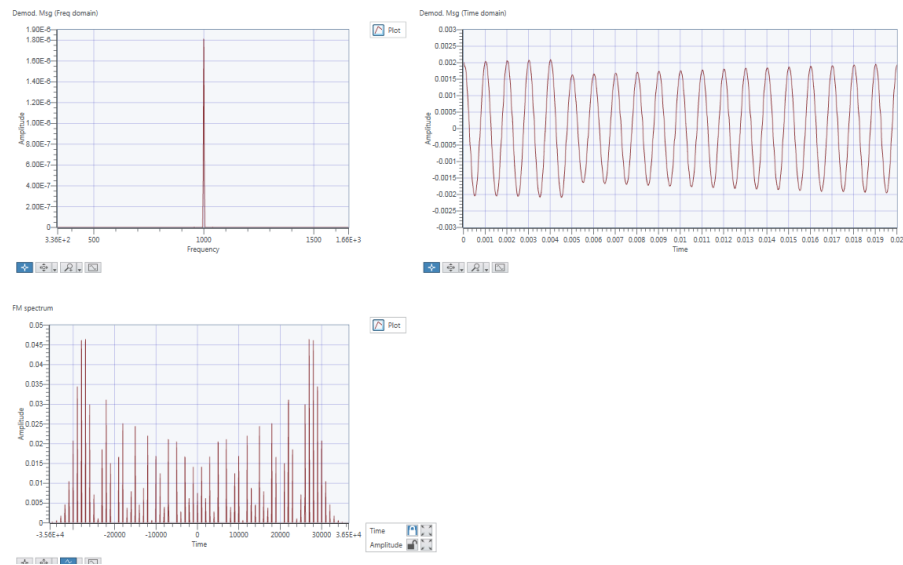 Demod. Msg (Freq domain)
Plot
1.90E-6
1.80E-6
1.60E-6
1.40E-6
1.20E-6
1.00E-6
8.00E-7
6.00E-7
4.00E-7
2.00E-7
0
Amplitude
3.36E+2 500 1000 1500 1.66E+3
Frequency
Demod. Msg (Time domain)
0.003
0.0025
0.002
0.0015
0.001
0.0005
0
-0.0005
-0.001
-0.0015
-0.002
-0.0025
-0.003
Amplitude
0 0.001 0.002 0.003 0.004 0.005 0.006 0.007 0.008 0.009 0.01 0.011 0.012 0.013 0.014 0.015 0.016 0.017 0.018 0.019 0.02
Time
FM spectrum
Plot
0.05
0.045
0.04
0.035
0.03
0.025
0.02
0.015
0.01
0.005
0
Amplitude
-3.56E+4 -20000 -10000 0 10000 20000 30000 3.65E+4
Time
Time
Amplitude